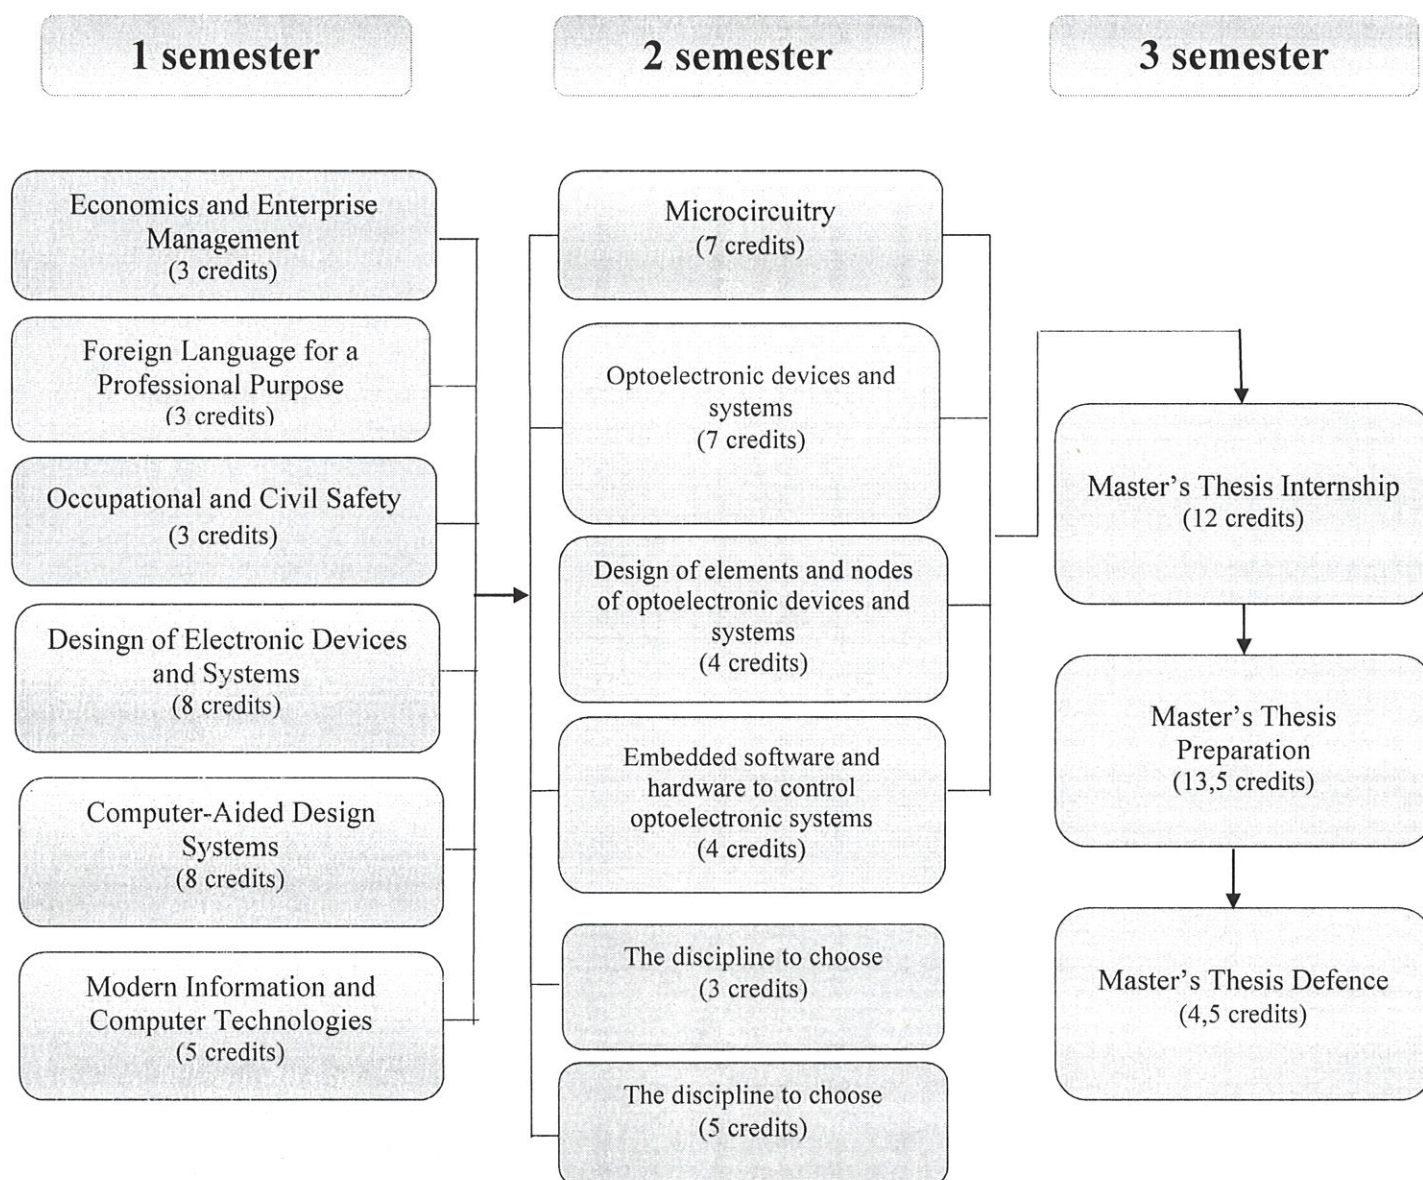 1 semester
2 semester
3 semester
Economics and Enterprise
Management
(3 credits)
Foreign Language for a
Professional Purpose
(3 credits)
Occupational and Civil Safety
(3 credits)
Desingn of Electronic Devices
and Systems
(8 credits)
Computer-Aided Design
Systems
(8 credits)
Modern Information and
Computer Technologies
(5 credits)
Microcircuitry
(7 credits)
Optoelectronic devices and
systems
(7 credits)
Design of elements and nodes
of optoelectronic devices and
systems
(4 credits)
Embedded software and
hardware to control
optoelectronic systems
(4 credits)
The discipline to choose
(3 credits)
The discipline to choose
(5 credits)
Master’s Thesis Internship
(12 credits)
Master’s Thesis
Preparation
(13,5 credits)
Master’s Thesis Defence
(4,5 credits)